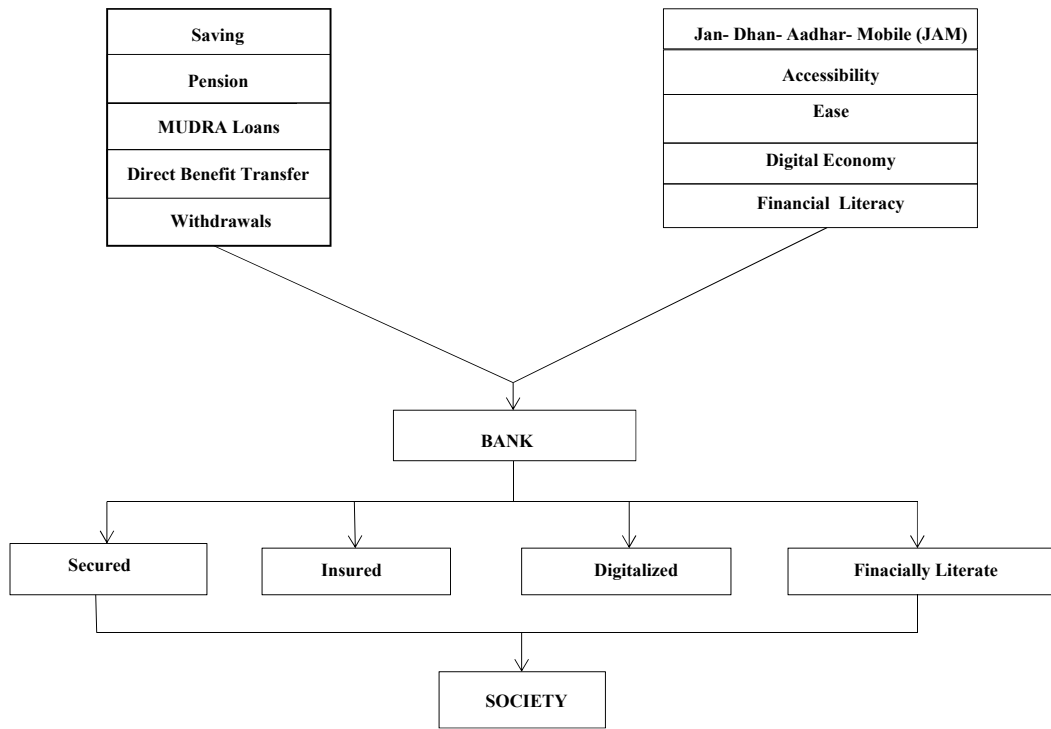 Saving
Pension
MUDRA Loans
Direct Benefit Transfer
Withdrawals
Jan- Dhan- Aadhar- Mobile (JAM)
Accessibility
Ease
Digital Economy
Financial Literacy
BANK
Secured
Insured
Digitalized
Finacially Literate
SOCIETY